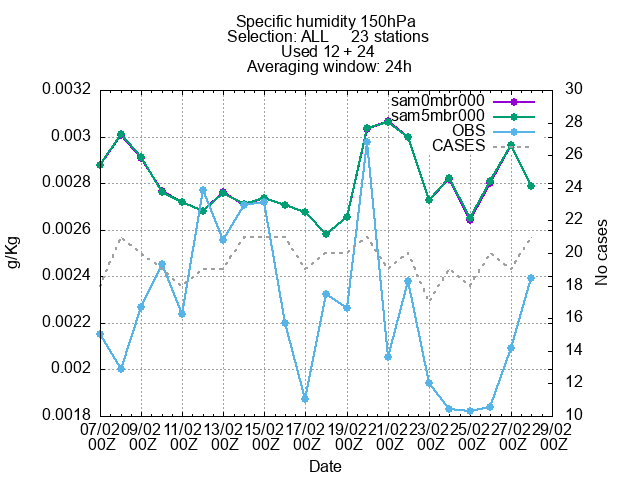 Specific humidity 150hPa
Selection: ALL 23 stations
Used 12 + 24
Averaging window: 24h
sam0mbr000
sam5mbr000
OBS
CASES
0.0032
0.003
0.0028
0.0026
0.0024
0.0022
0.002
0.0018
g/Kg
30
28
26
24
22
20
18
16
14
12
10
No cases
07/02 09/02 11/02 13/02 15/02 17/02 19/02 21/02 23/02 25/02 27/02 29/02
00Z 00Z 00Z 00Z 00Z 00Z 00Z 00Z 00Z 00Z 00Z 00Z
Date